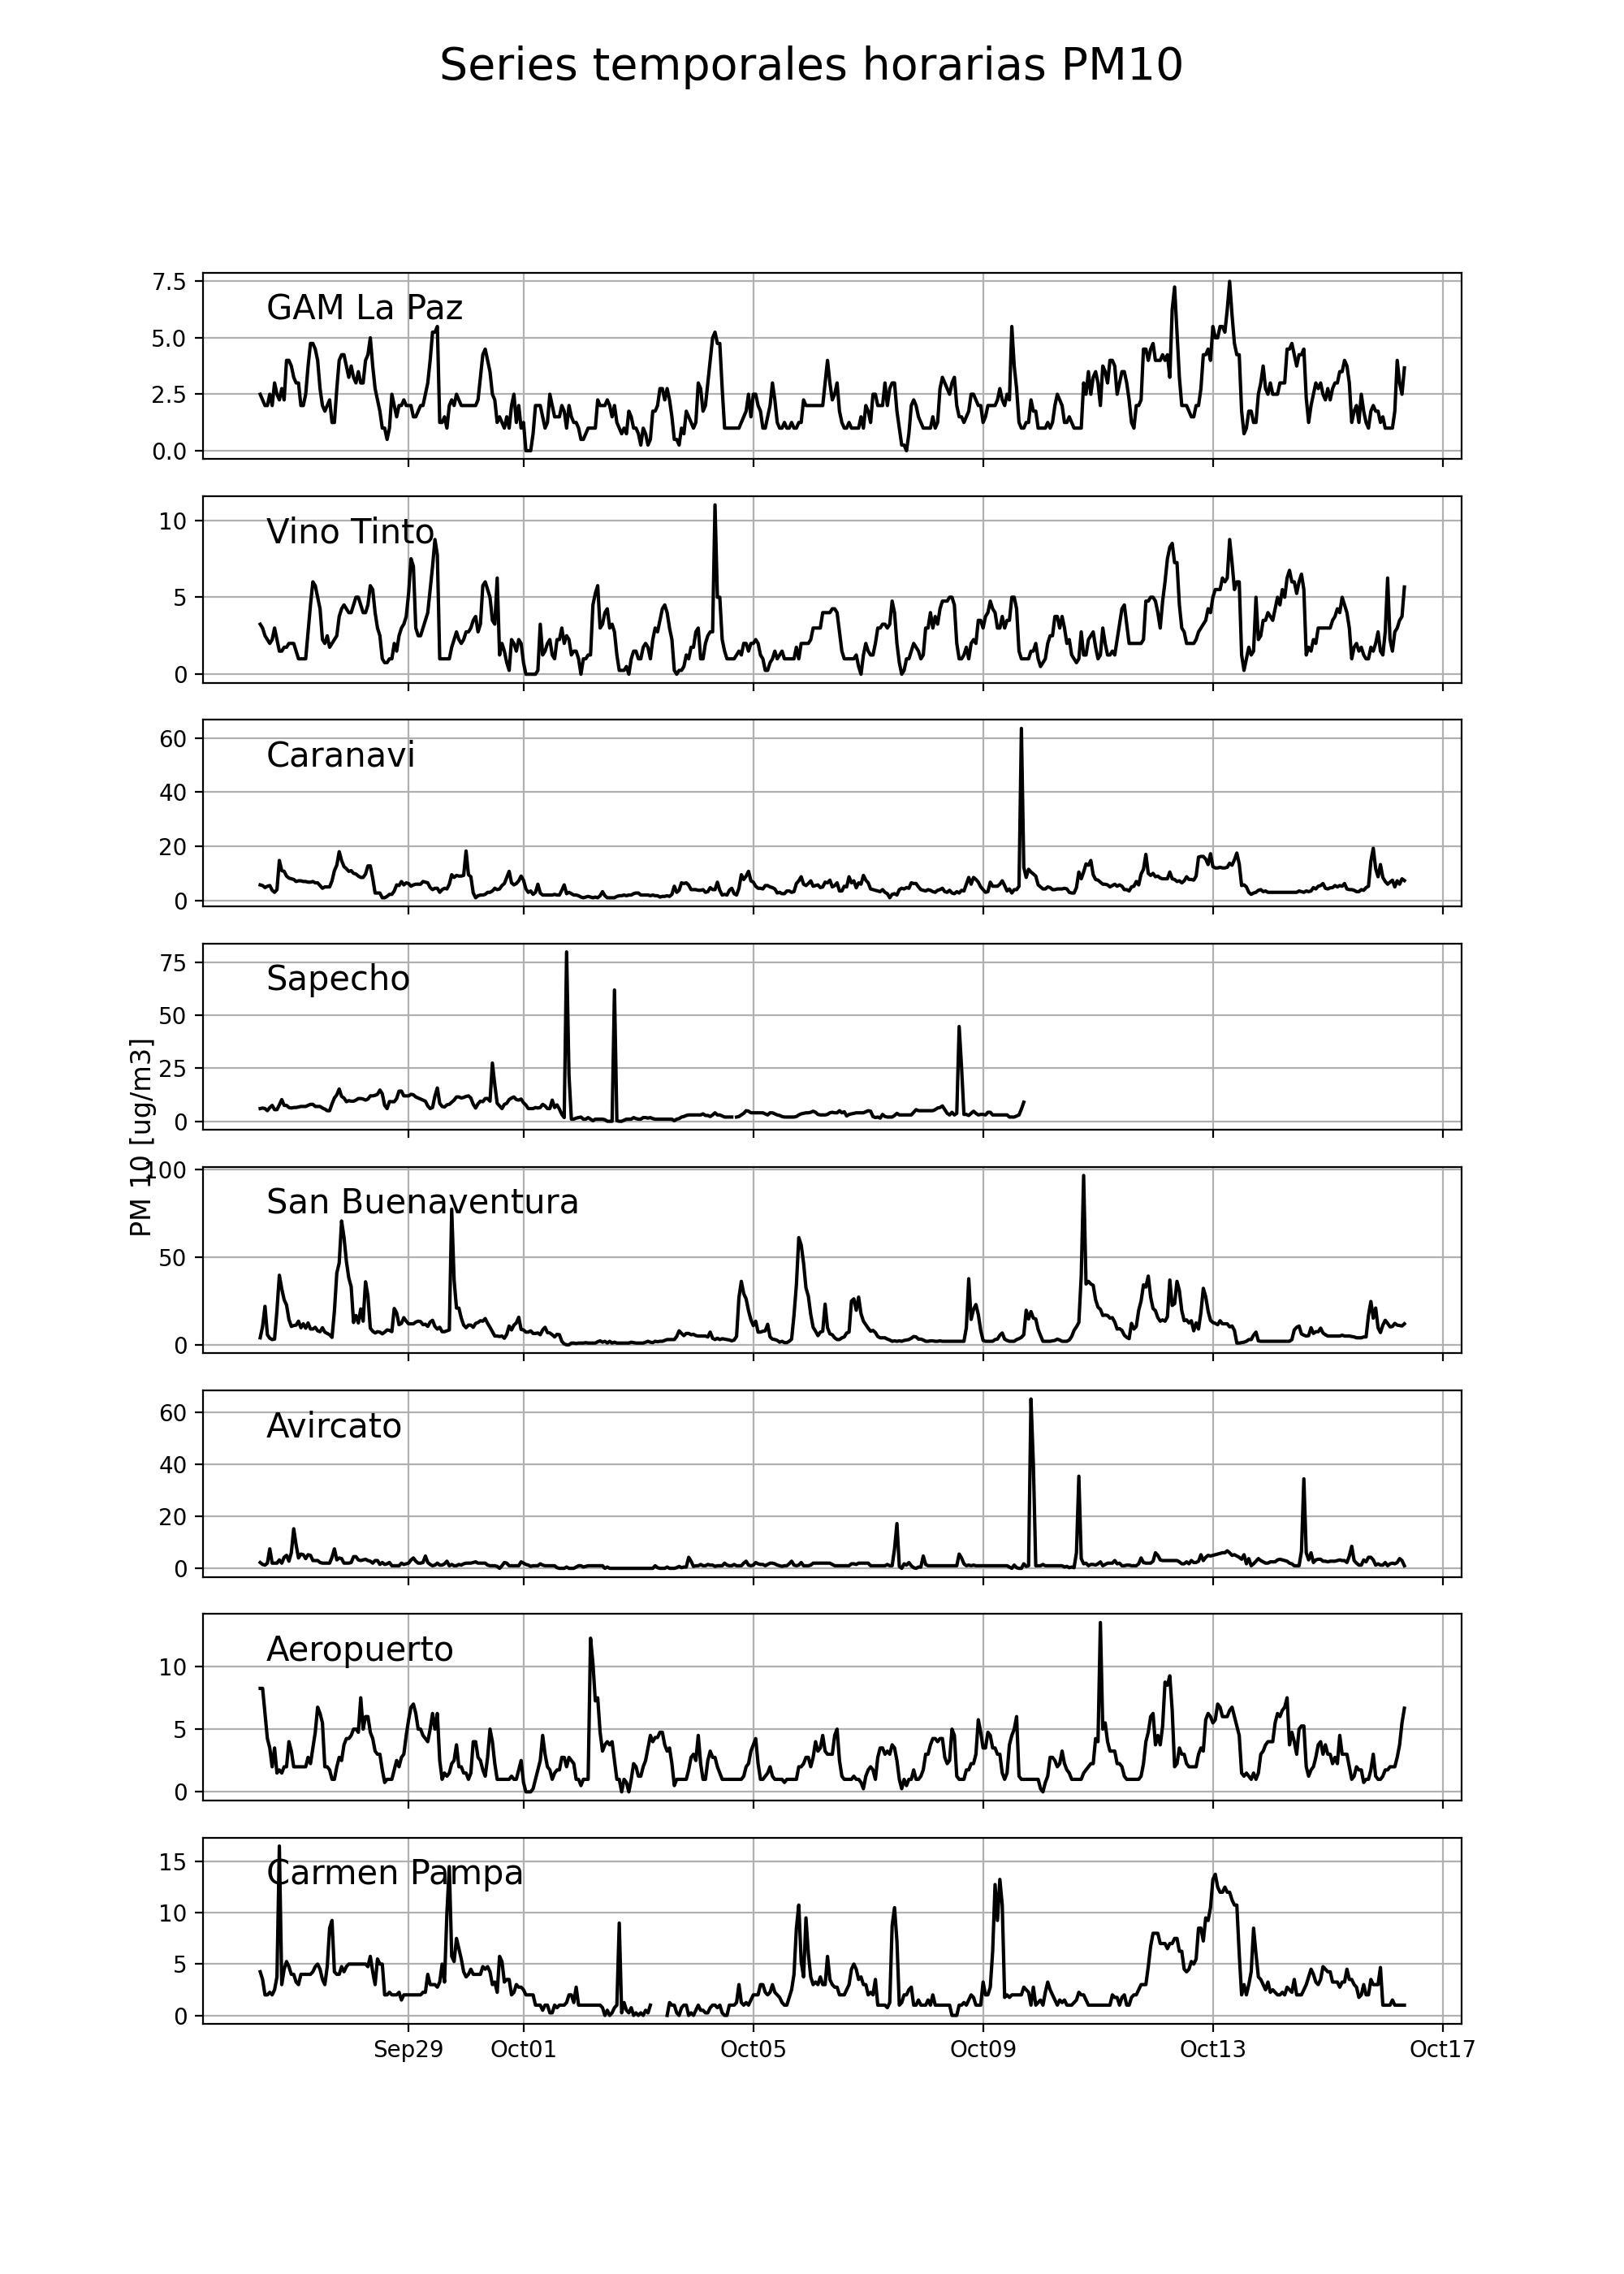 Series temporales horarias PM10
7.5
5.0
2.5
0.0
GAM La Paz
10
5
0
Vino Tinto
60
40
20
0
Caranavi
75
50
25
0
Sapecho
PM 10 [ug/m3]
100
50
0
San Buenaventura
60
40
20
0
Avircato
10
5
0
Aeropuerto
15
10
5
0
Carmen Pampa
Sep29 Oct01 Oct05 Oct09 Oct13 Oct17